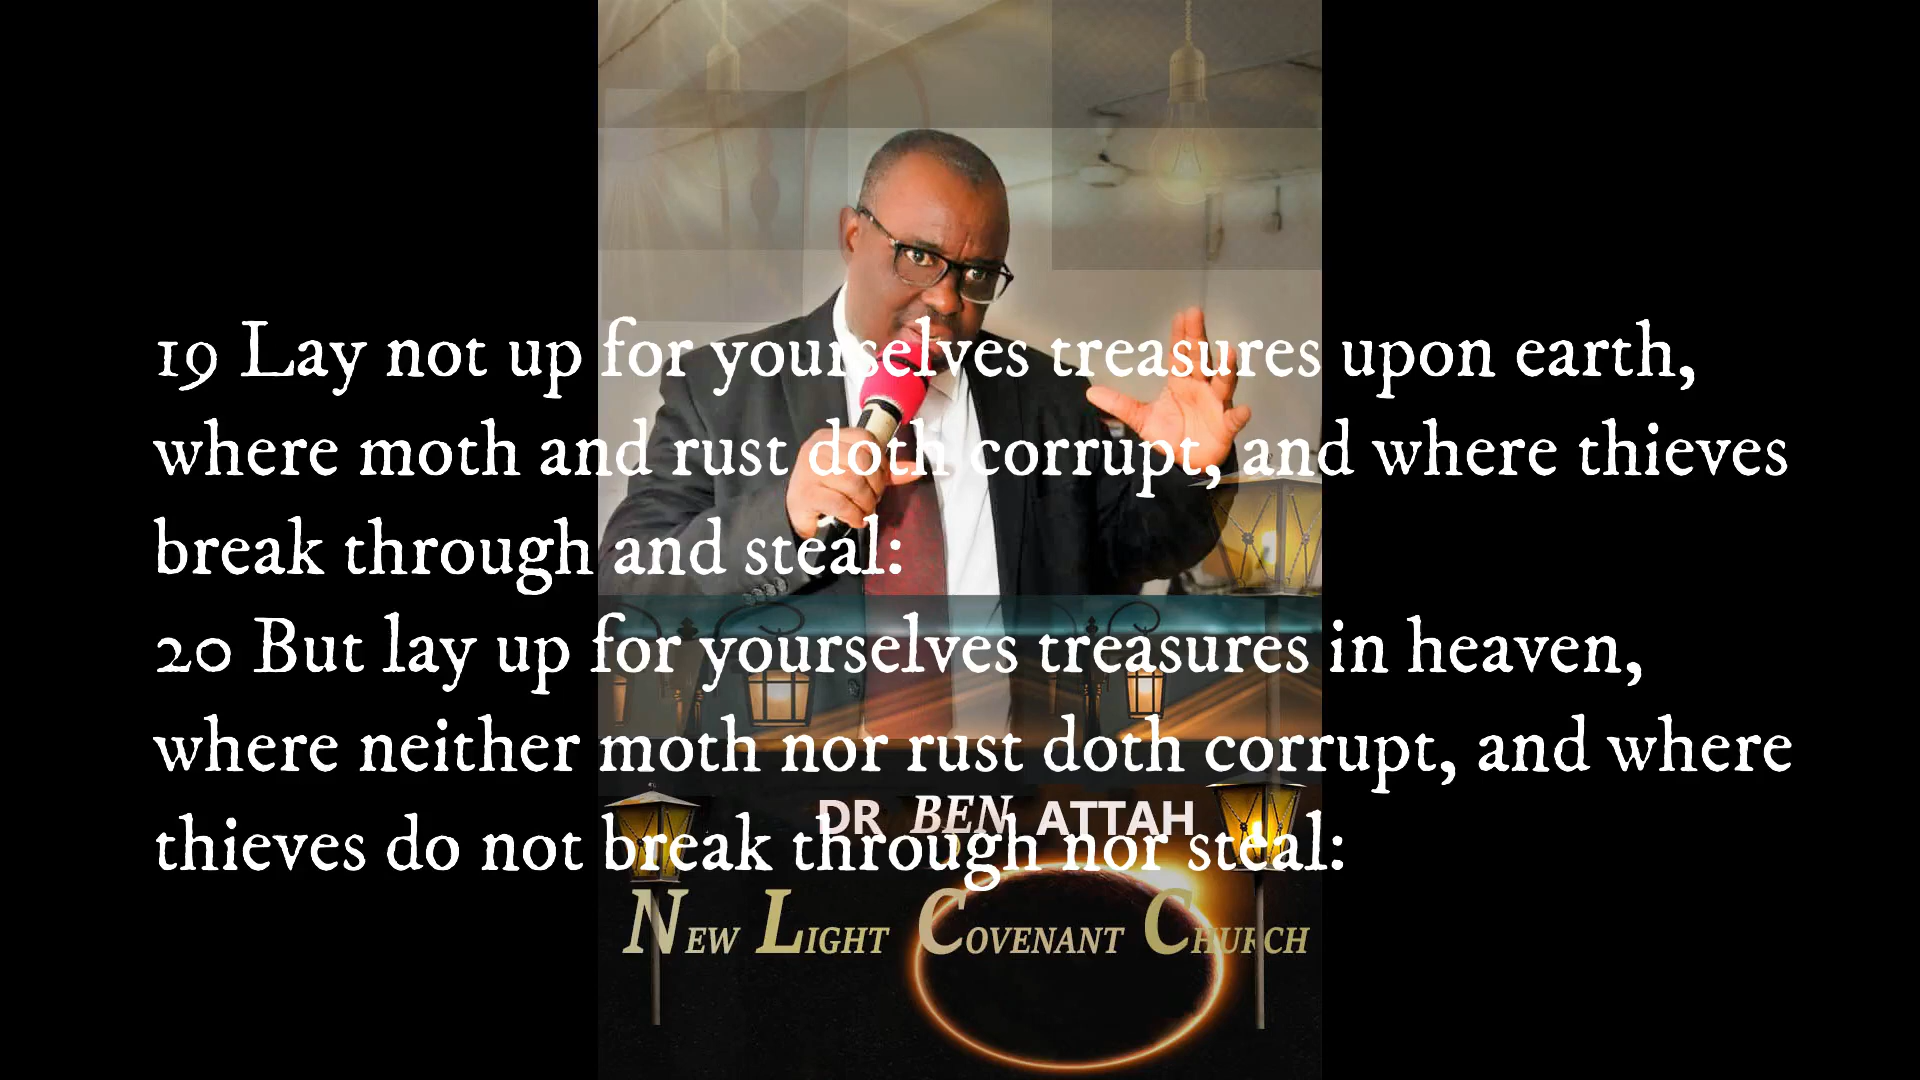 19 Lay not up for yourselves treasures upon earth,
where moth and rust doth corrupt, and where thieves
break through and steal:
20 But lay up for yourselves treasures in heaven,
where neither moth nor rust doth corrupt, and where
thieves do not break through nor steal:
DR BEN ATTAH
NEW LIGHT COVENANT CHURCH